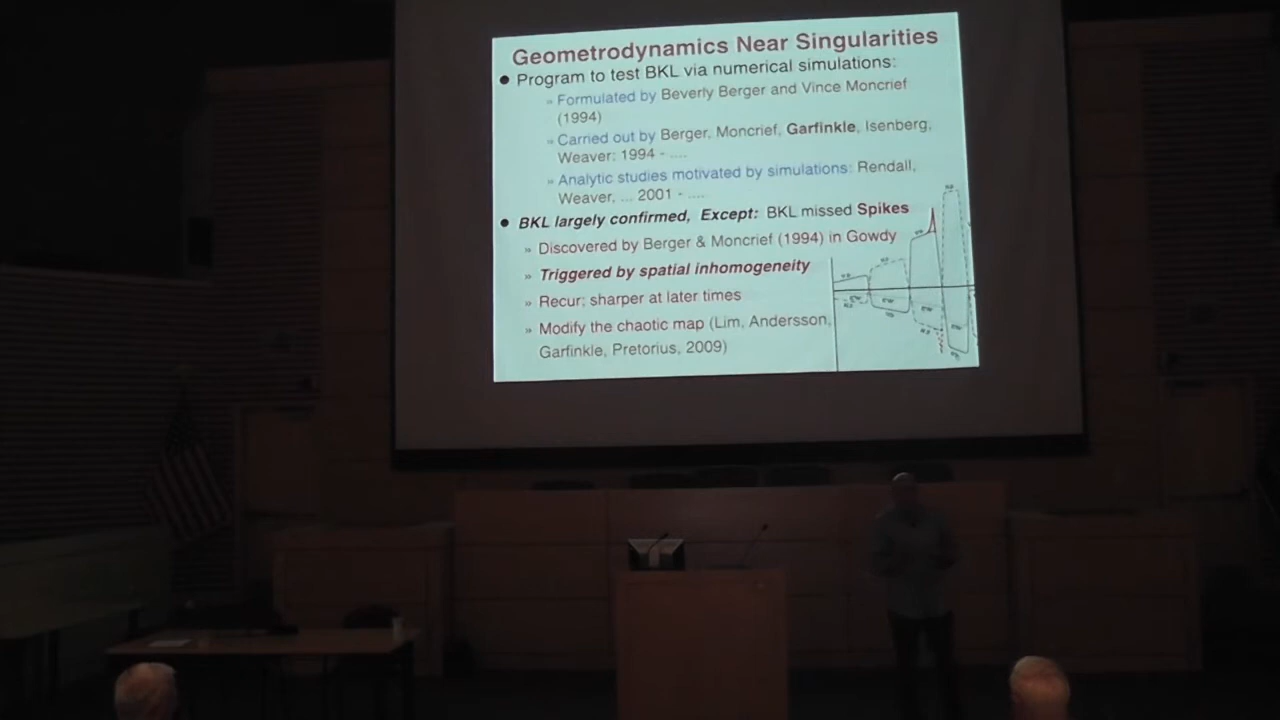 Geometrodynamics Near Singularities
● Program to test BKL via numerical simulations:
» Formulated by Beverly Berger and Vince Moncrief
(1994)
» Carried out by Berger, Moncrief, Garfinkle, Isenberg,
Weaver: 1994 - ....
» Analytic studies motivated by simulations: Rendall,
Weaver, ... 2001 - ....
● BKL largely confirmed, Except: BKL missed Spikes
» Discovered by Berger & Moncrief (1994) in Gowdy
» Triggered by spatial inhomogeneity
» Recur; sharper at later times
» Modify the chaotic map (Lim, Andersson,
Garfinkle, Pretorius, 2009)